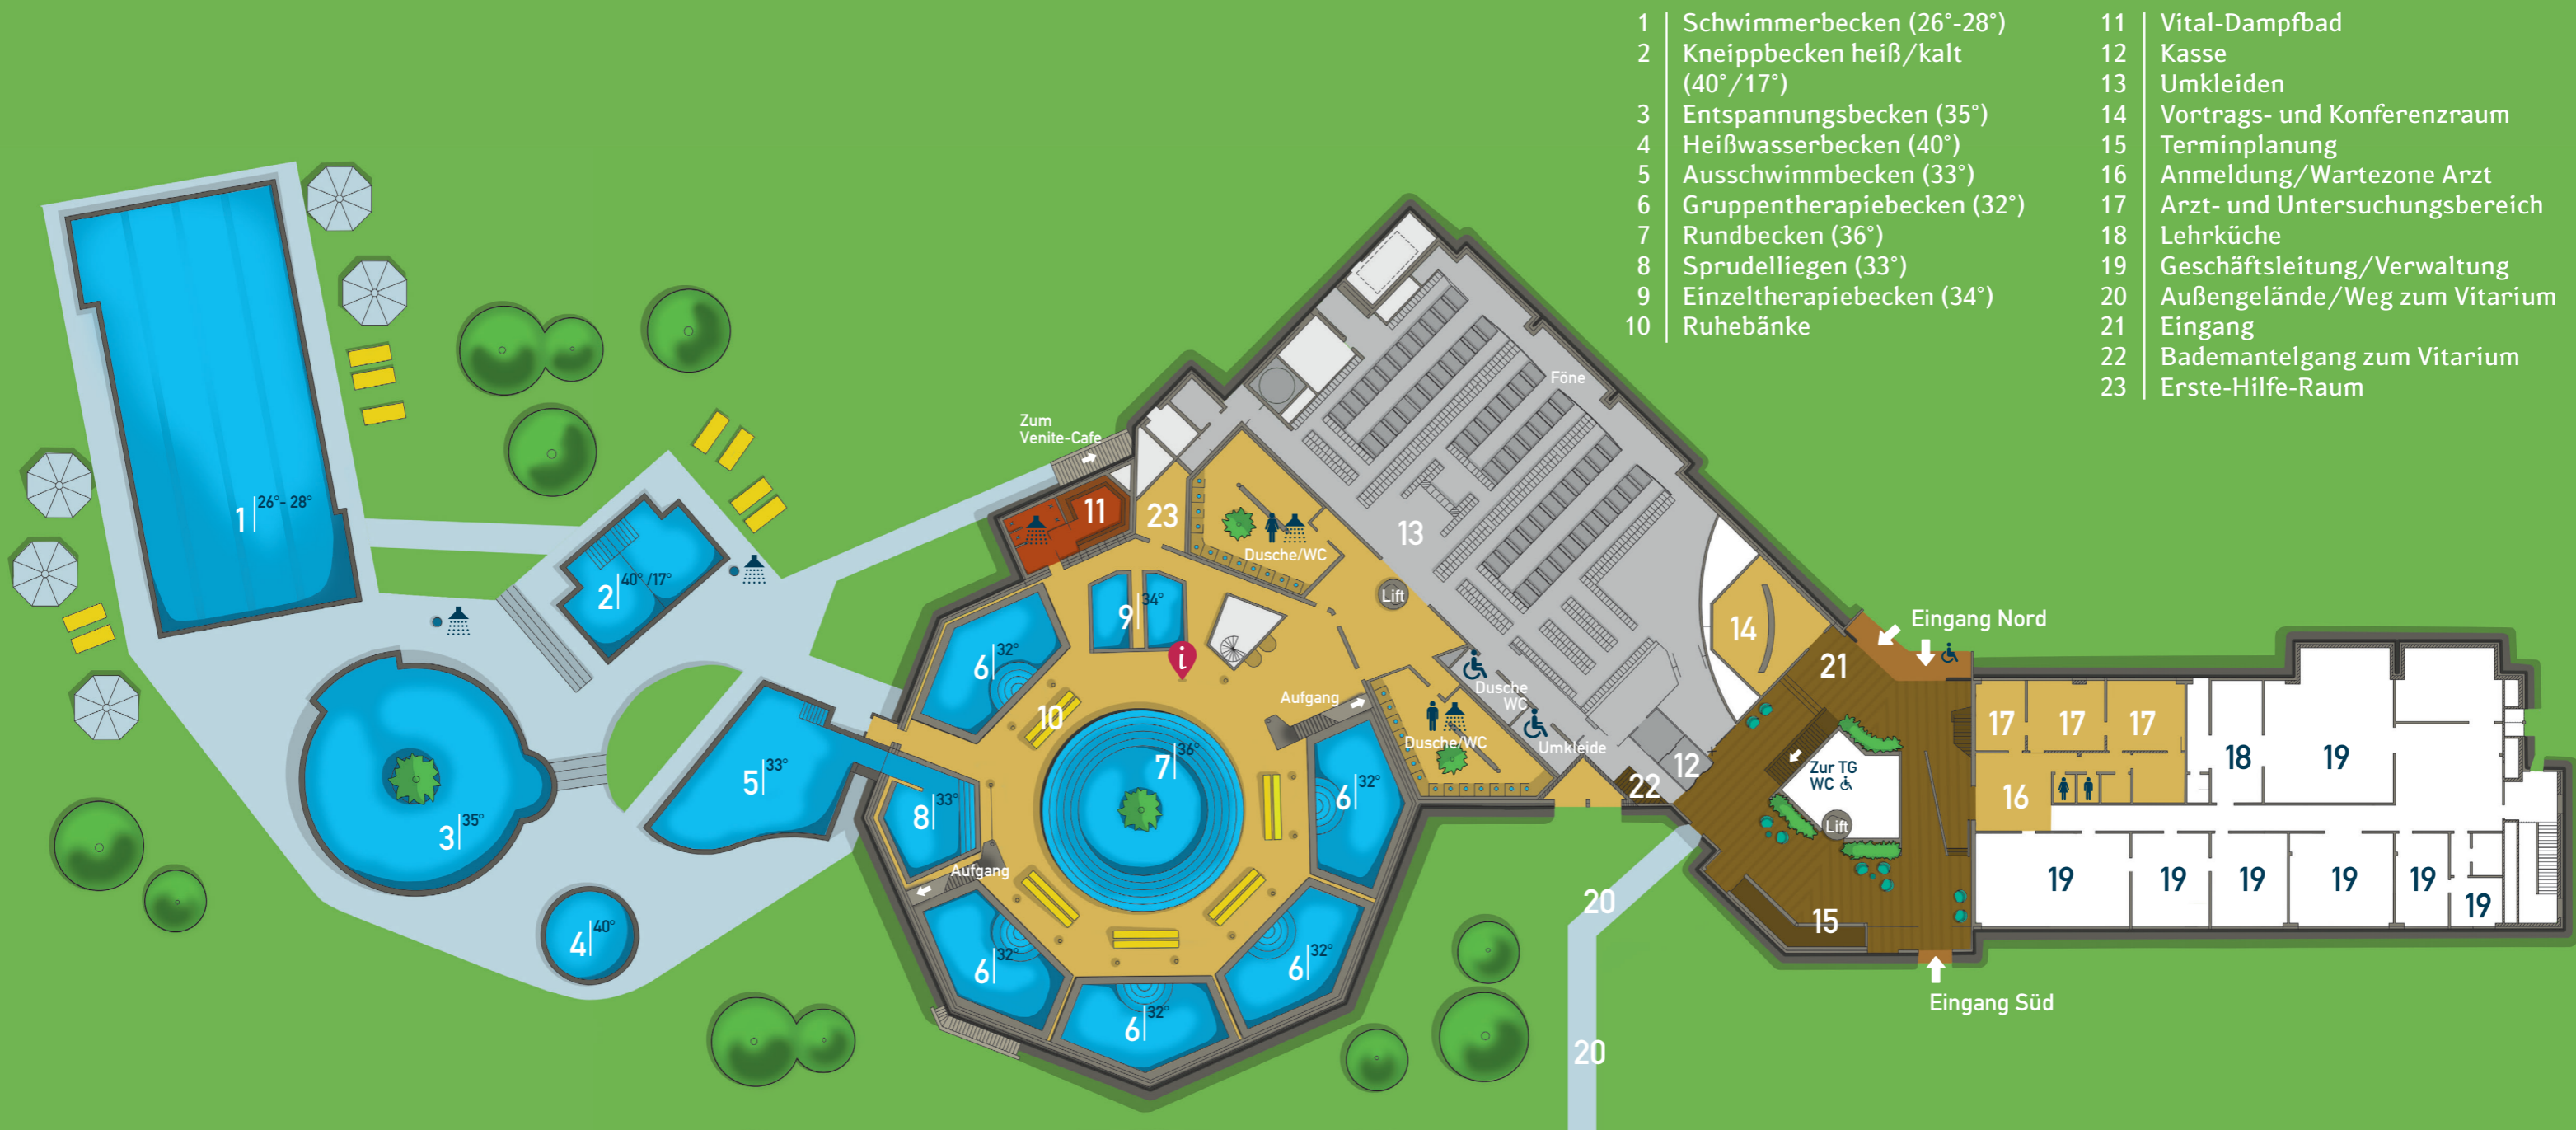 1 | Schwimmerbecken (26°-28°)
2 | Kneippbecken heiß/kalt
(40°/17°)
3 | Entspannungsbecken (35°)
4 | Heißwasserbecken (40°)
5 | Ausschwimmbecken (33°)
6 | Gruppentherapiebecken (32°)
7 | Rundbecken (36°)
8 | Sprudelliegen (33°)
9 | Einzeltherapiebecken (34°)
10 | Ruhebänke
11 | Vital-Dampfbad
12 | Kasse
13 | Umkleiden
14 | Vortrags- und Konferenzraum
15 | Terminplanung
16 | Anmeldung/Wartezone Arzt
17 | Arzt- und Untersuchungsbereich
18 | Lehrküche
19 | Geschäftsleitung/Verwaltung
20 | Außengelände/Weg zum Vitarium
21 | Eingang
22 | Bademantelgang zum Vitarium
23 | Erste-Hilfe-Raum
1 | 26°- 28°
2 | 40°/17°
3 | 35°
4 | 40°
5 | 33°
Zum
Venite-Cafe
11
23
Dusche/WC
Föne
13
Lift
9 | 34°
6 | 32°
i
10
7 | 36°
8 | 33°
Aufgang
Aufgang
6 | 32°
6 | 32°
6 | 32°
6 | 32°
Dusche
WC
Dusche/WC
Umkleide
22
12
14
21
Eingang Nord
Zur TG
WC
Lift
15
Eingang Süd
20
20
17
17
17
16
18
19
19
19
19
19
19
19